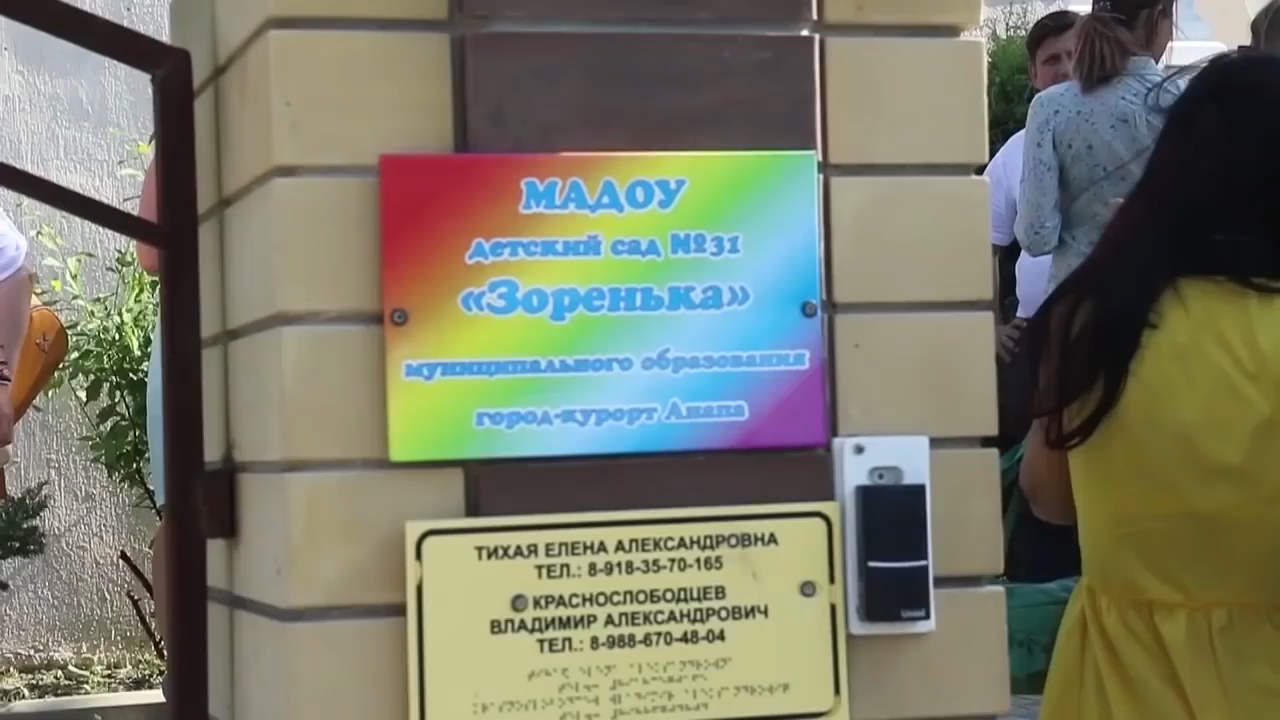 МАДОУ
детский сад №31
«Зоренька»
муниципального образования
город-курорт Анапа
ТИХАЯ ЕЛЕНА АЛЕКСАНДРОВНА
ТЕЛ.: 8-918-35-70-165
КРАСНОСЛОБОДЦЕВ
ВЛАДИМИР АЛЕКСАНДРОВИЧ
ТЕЛ.: 8-988-670-48-04